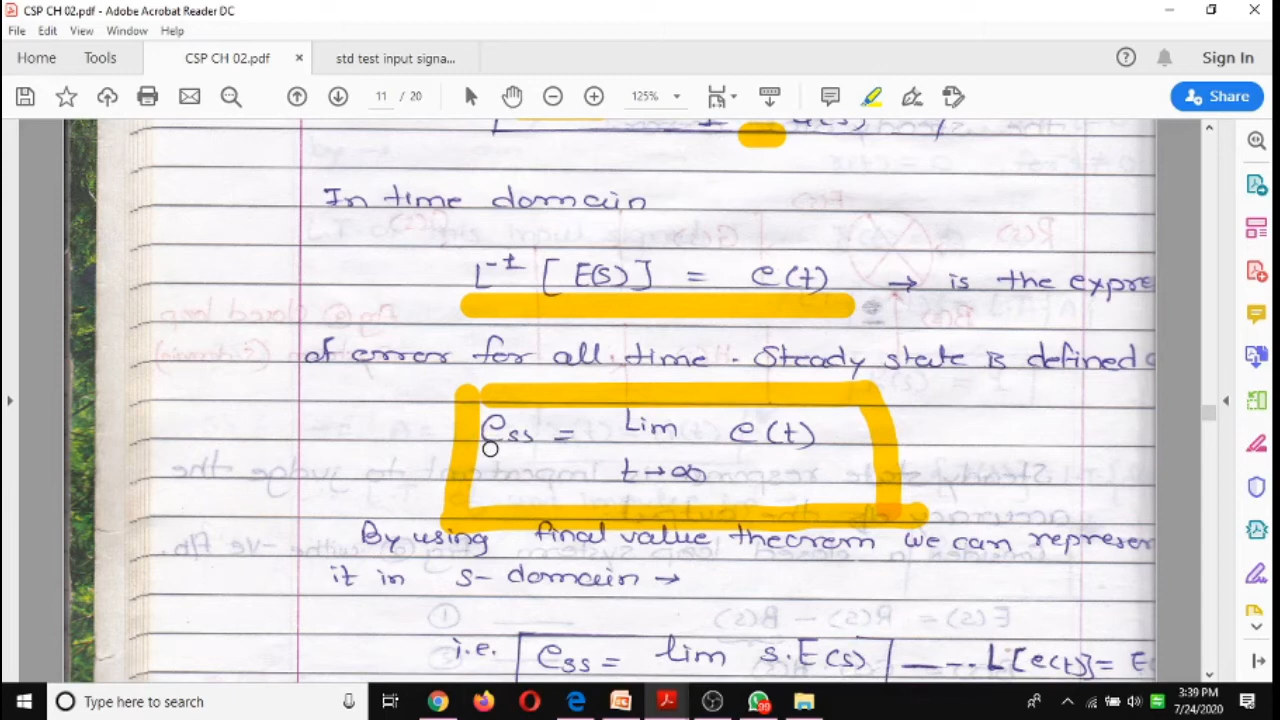 CSP CH 02.pdf - Adobe Acrobat Reader DC
File Edit View Window Help
Home Tools CSP CH 02.pdf × std test input signa... Sign In
11 / 20 125% Share
In time domain
L⁻ᵗ [E(s)] = e(t) → is the expre
of error for all time. Steady state is defined
ess = Lim e(t)
t→∞
By using final value theorem we can represen
it in s-domain →
i.e. ess = lim s.E(s) ---- L[e(t)] = E
Type here to search
3:39 PM
7/24/2020